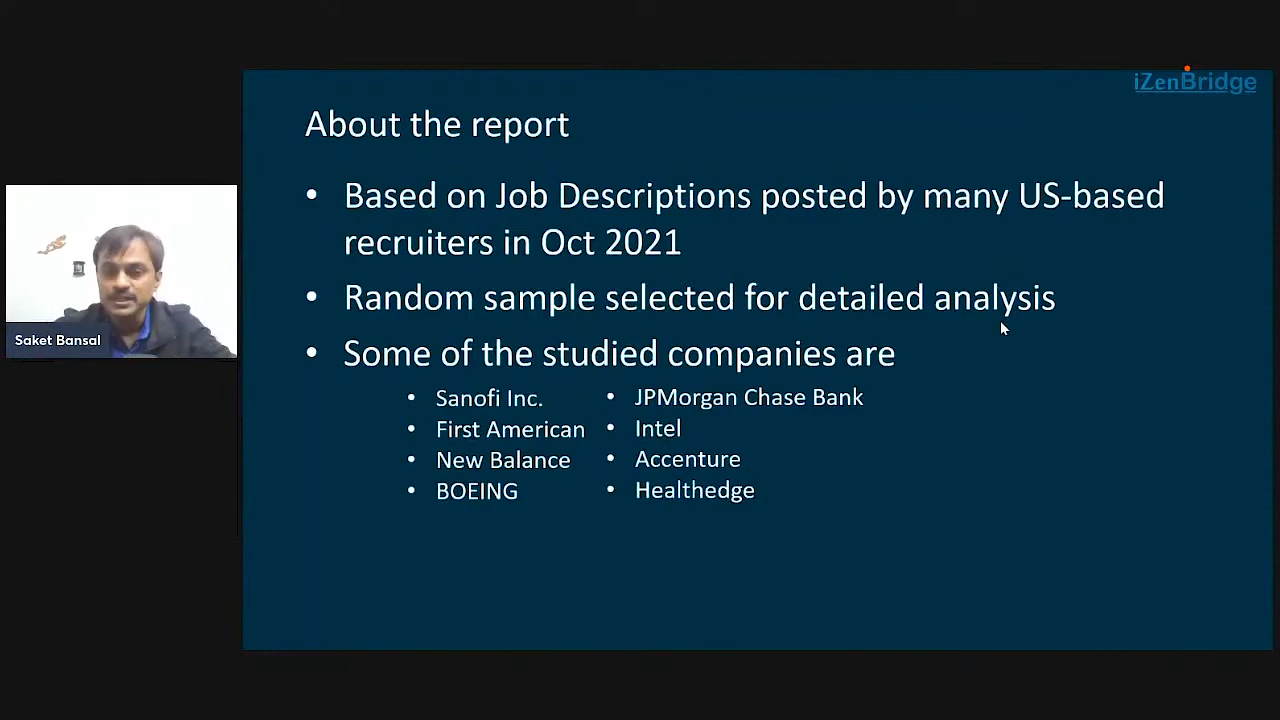 iZenBridge
About the report
• Based on Job Descriptions posted by many US-based
recruiters in Oct 2021
• Random sample selected for detailed analysis
• Some of the studied companies are
• Sanofi Inc.
• First American
• New Balance
• BOEING
• JPMorgan Chase Bank
• Intel
• Accenture
• Healthedge
Saket Bansal